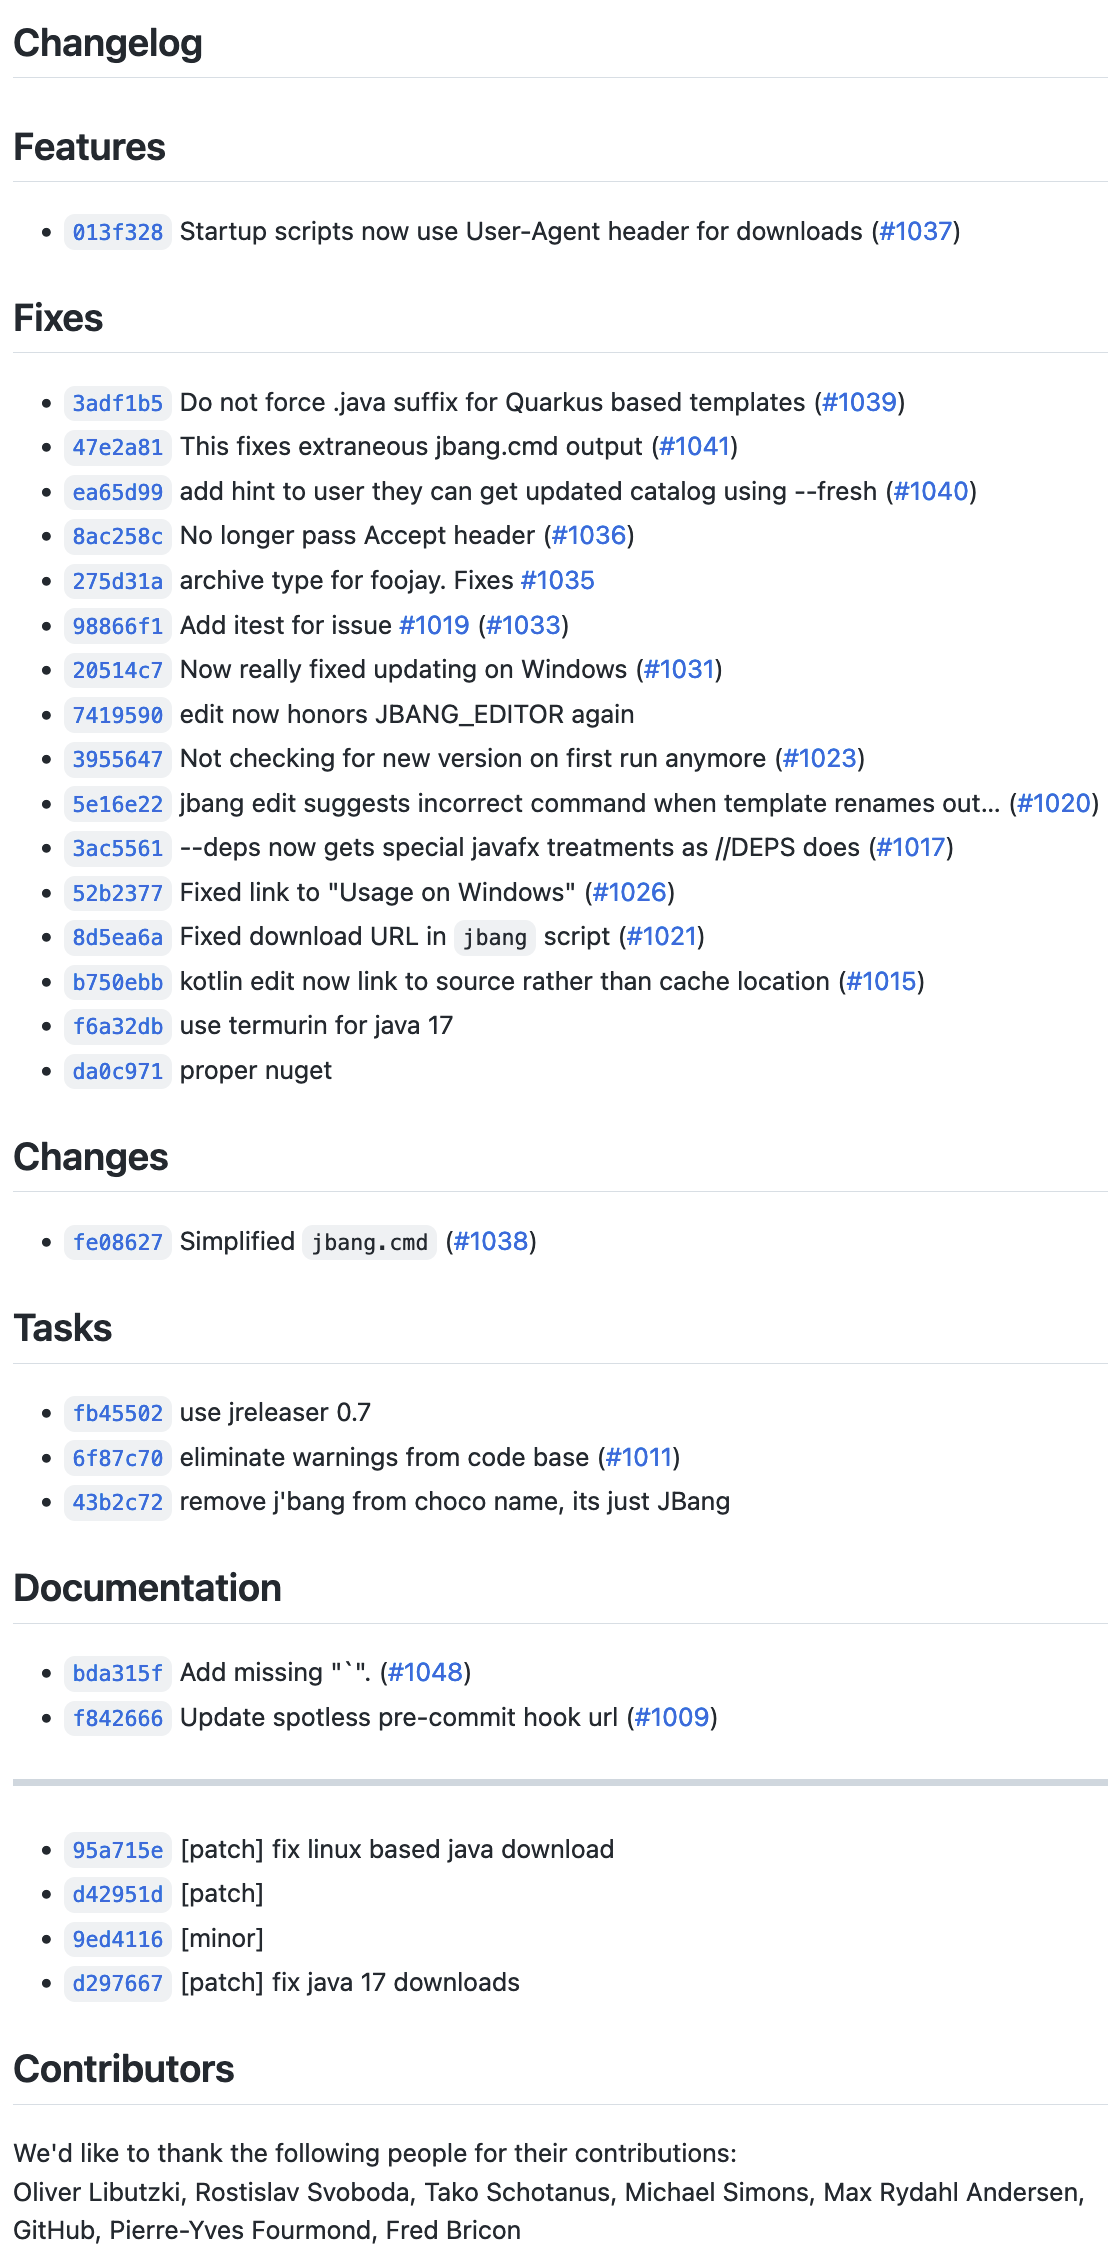 Changelog
Features
013f328 Startup scripts now use User-Agent header for downloads (#1037)
Fixes
3adf1b5 Do not force .java suffix for Quarkus based templates (#1039)
47e2a81 This fixes extraneous jbang.cmd output (#1041)
ea65d99 add hint to user they can get updated catalog using --fresh (#1040)
8ac258c No longer pass Accept header (#1036)
275d31a archive type for foojay. Fixes #1035
98866f1 Add itest for issue #1019 (#1033)
20514c7 Now really fixed updating on Windows (#1031)
7419590 edit now honors JBANG_EDITOR again
3955647 Not checking for new version on first run anymore (#1023)
5e16e22 jbang edit suggests incorrect command when template renames out... (#1020)
3ac5561 --deps now gets special javafx treatments as //DEPS does (#1017)
52b2377 Fixed link to "Usage on Windows" (#1026)
8d5ea6a Fixed download URL in jbang script (#1021)
b750ebb kotlin edit now link to source rather than cache location (#1015)
f6a32db use termurin for java 17
da0c971 proper nuget
Changes
fe08627 Simplified jbang.cmd (#1038)
Tasks
fb45502 use jreleaser 0.7
6f87c70 eliminate warnings from code base (#1011)
43b2c72 remove j'bang from choco name, its just JBang
Documentation
bda315f Add missing "`". (#1048)
f842666 Update spotless pre-commit hook url (#1009)
95a715e [patch] fix linux based java download
d42951d [patch]
9ed4116 [minor]
d297667 [patch] fix java 17 downloads
Contributors
We'd like to thank the following people for their contributions:
Oliver Libutzki, Rostislav Svoboda, Tako Schotanus, Michael Simons, Max Rydahl Andersen,
GitHub, Pierre-Yves Fourmond, Fred Bricon